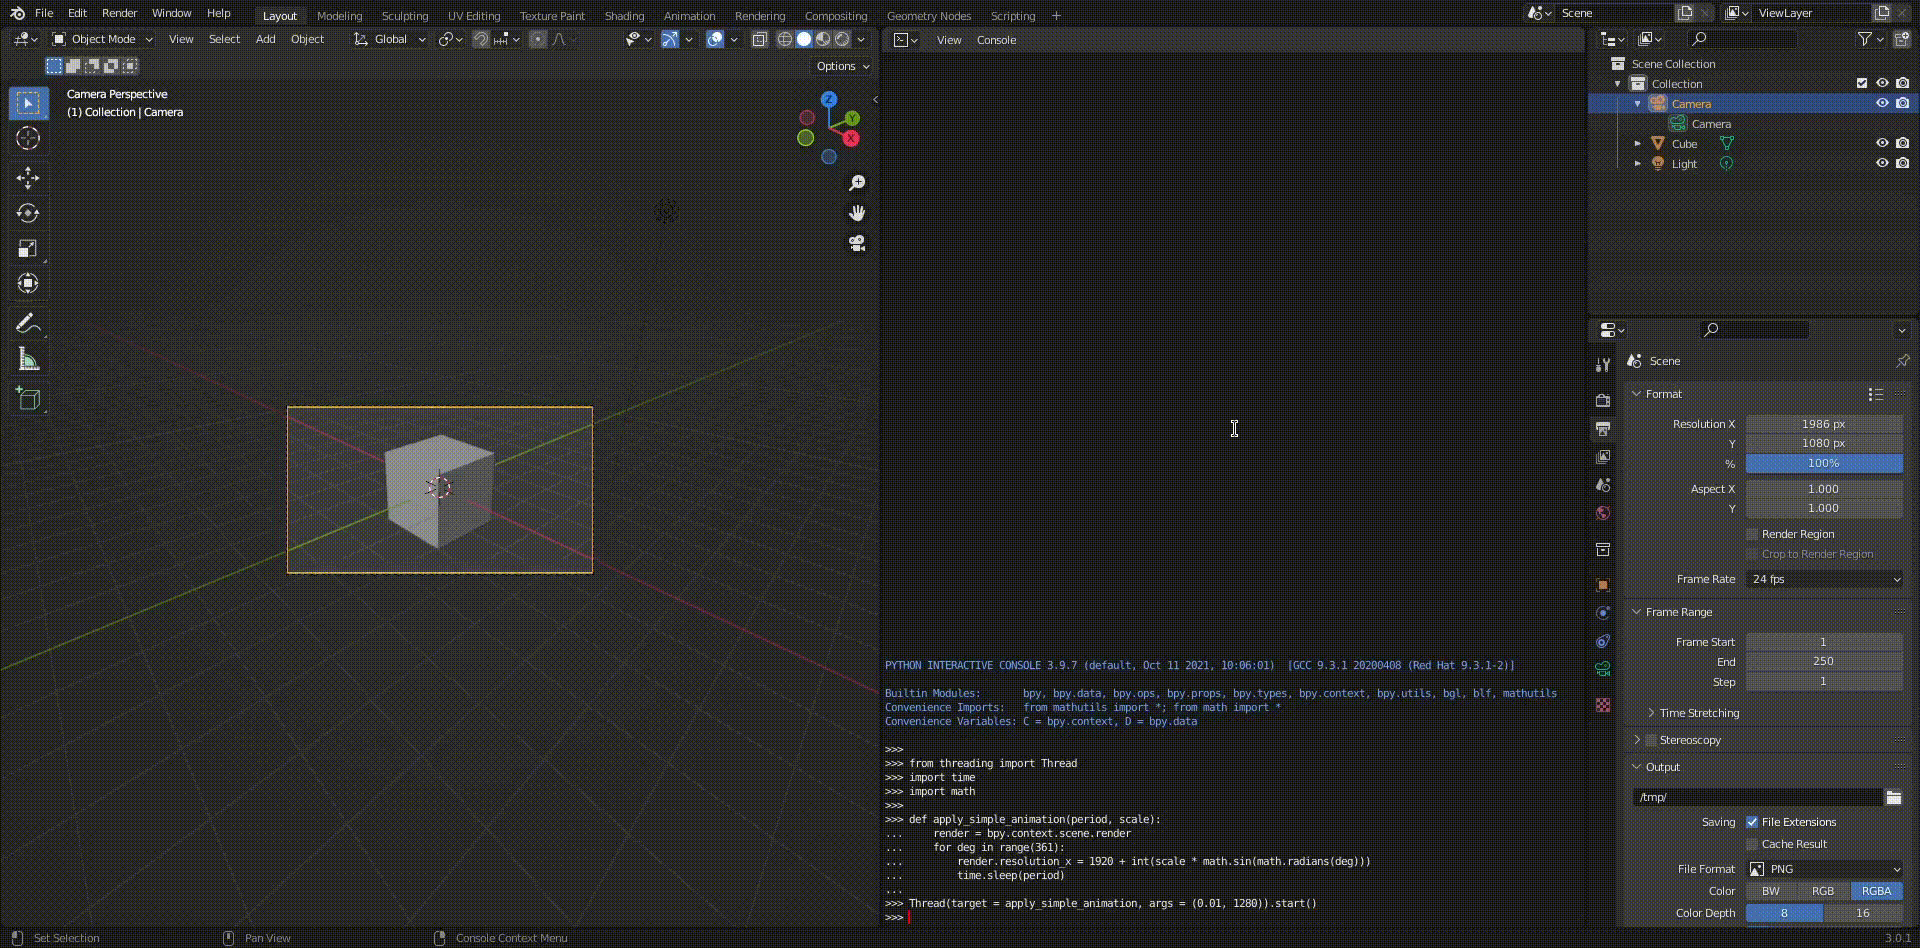 File Edit Render Window Help Layout Modeling Sculpting UV Editing Texture Paint Shading Animation Rendering Compositing Geometry Nodes Scripting + Scene ViewLayer
Object Mode View Select Add Object Global
Options
Camera Perspective
(1) Collection | Camera
Z
Y
X
View Console
PYTHON INTERACTIVE CONSOLE 3.9.7 (default, Oct 11 2021, 10:06:01)  [GCC 9.3.1 20200408 (Red Hat 9.3.1-2)]
Builtin Modules:       bpy, bpy.data, bpy.ops, bpy.props, bpy.types, bpy.context, bpy.utils, bgl, blf, mathutils
Convenience Imports:   from mathutils import *; from math import *
Convenience Variables: C = bpy.context, D = bpy.data
>>>
>>> from threading import Thread
>>> import time
>>> import math
>>>
>>> def apply_simple_animation(period, scale):
...     render = bpy.context.scene.render
...     for deg in range(361):
...         render.resolution_x = 1920 + int(scale * math.sin(math.radians(deg)))
...         time.sleep(period)
...
>>> Thread(target = apply_simple_animation, args = (0.01, 1280)).start()
>>>
Scene Collection
Collection
Camera
Camera
Cube
Light
Scene
Format
Resolution X 1986 px
Y 1080 px
% 100%
Aspect X 1.000
Y 1.000
Render Region
Crop to Render Region
Frame Rate 24 fps
Frame Range
Frame Start 1
End 250
Step 1
Time Stretching
Stereoscopy
Output
/tmp/
Saving File Extensions
Cache Result
File Format PNG
Color BW RGB RGBA
Color Depth 8 16
Set Selection Pan View Console Context Menu 3.0.1